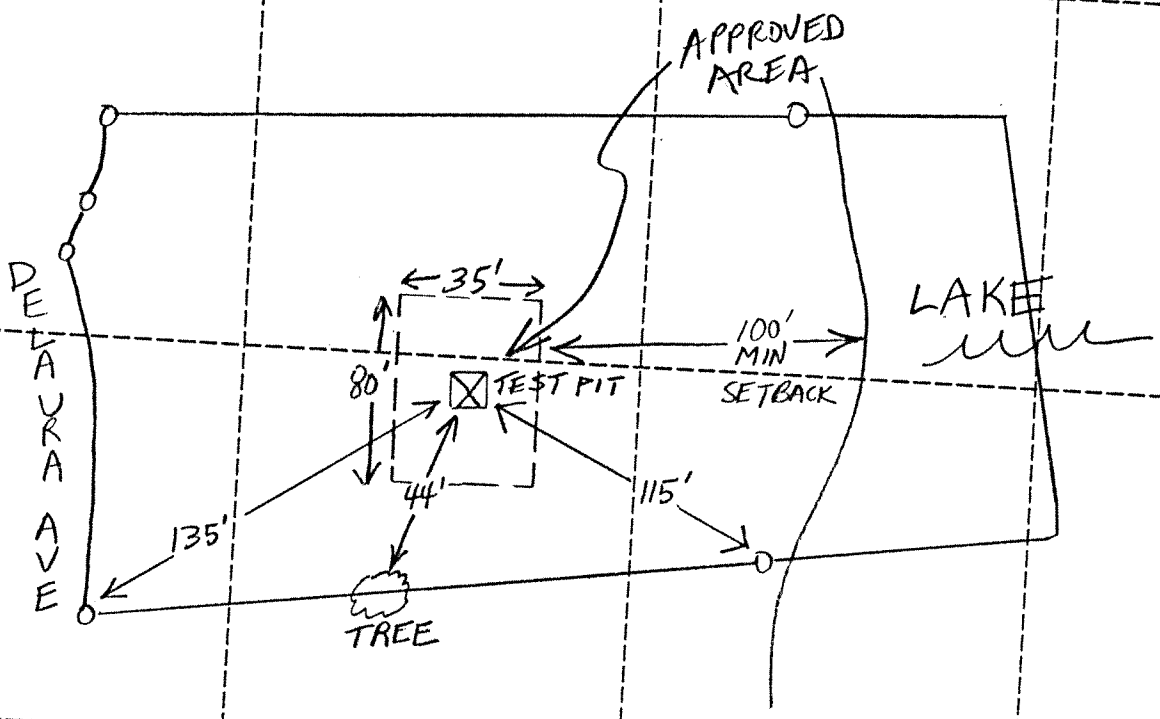 APPROVED
AREA
35'
LAKE
100'
MIN
SETBACK
80'
TEST PIT
DELAURA AVE
44'
115'
135'
TREE